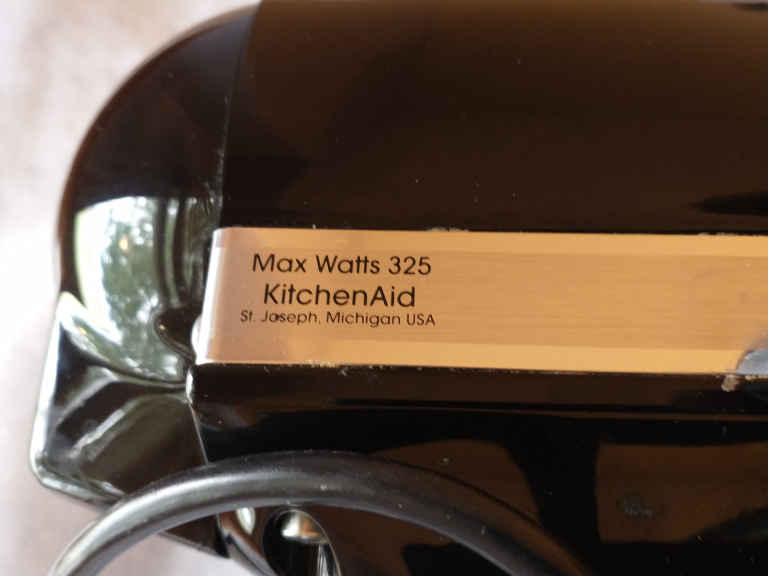 Max Watts 325
KitchenAid
St. Joseph, Michigan USA